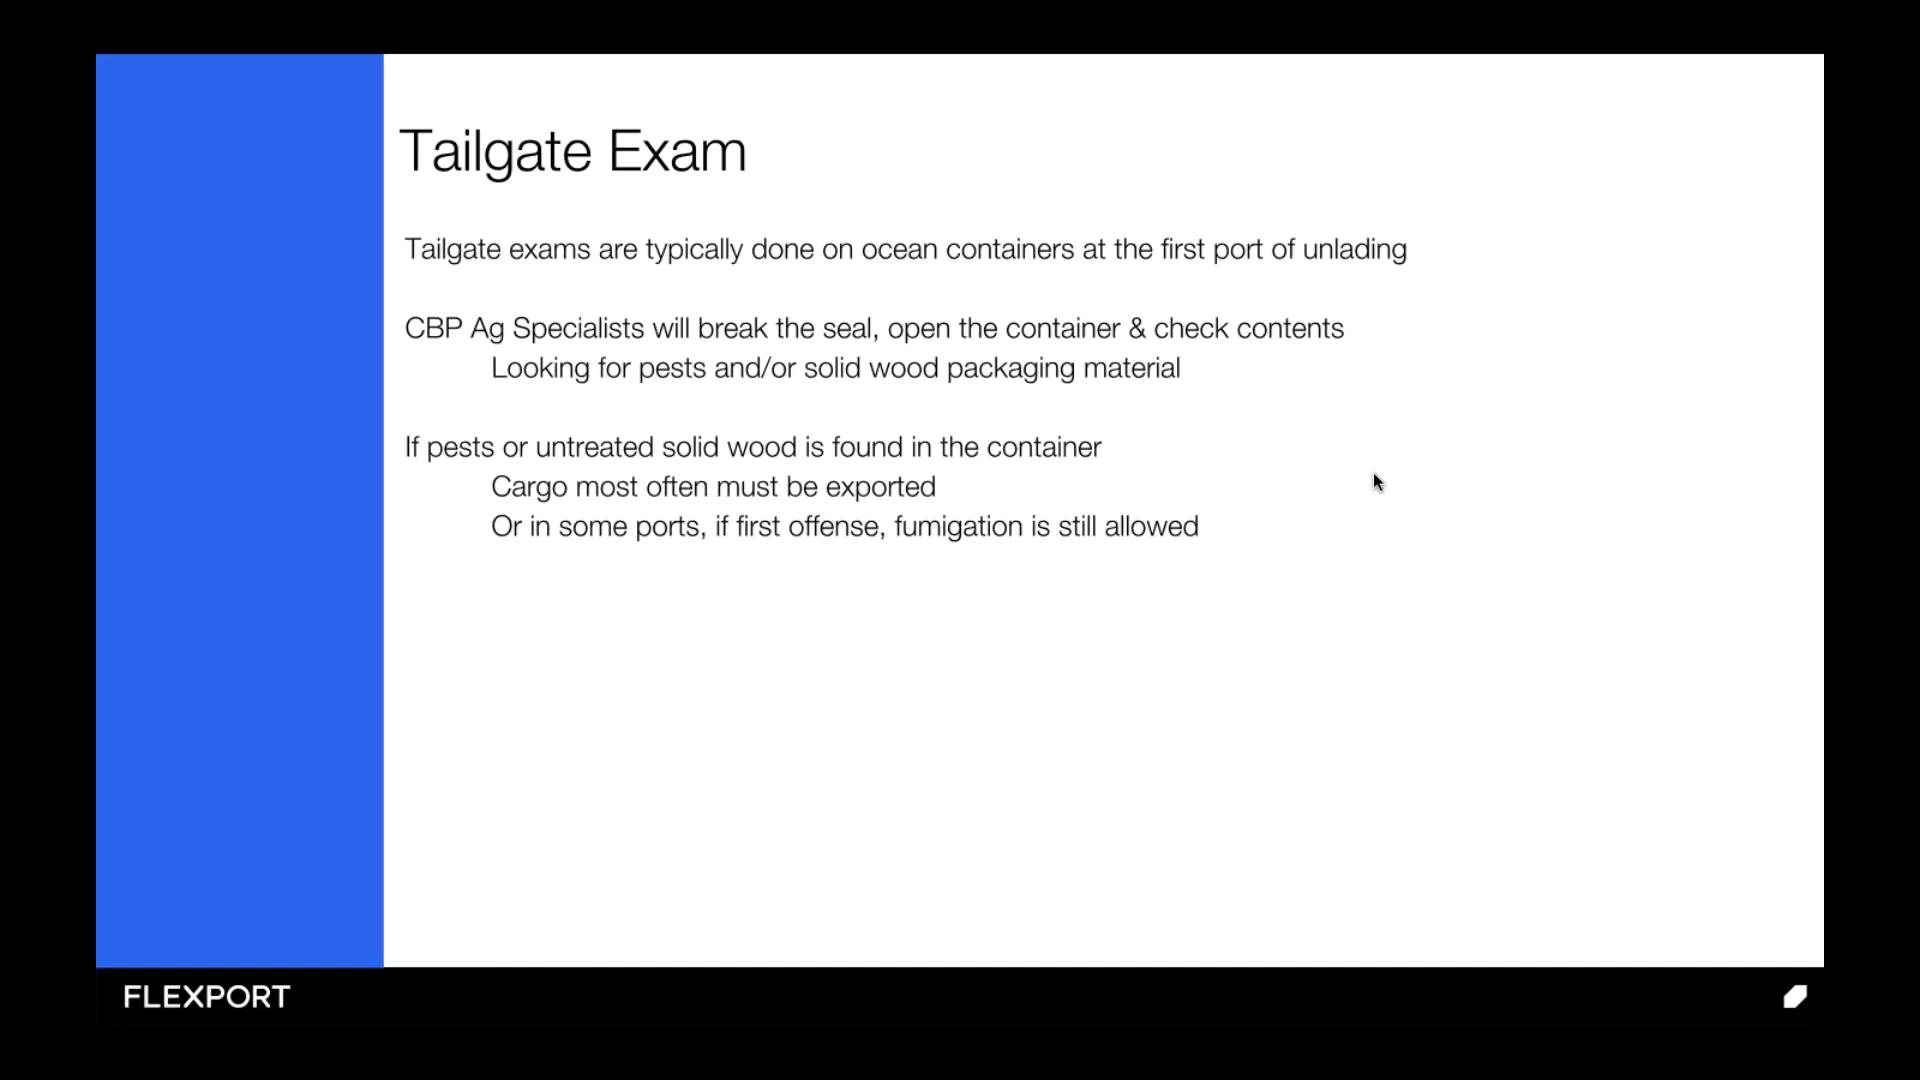 Tailgate Exam
Tailgate exams are typically done on ocean containers at the first port of unlading
CBP Ag Specialists will break the seal, open the container & check contents
Looking for pests and/or solid wood packaging material
If pests or untreated solid wood is found in the container
Cargo most often must be exported
Or in some ports, if first offense, fumigation is still allowed
FLEXPORT